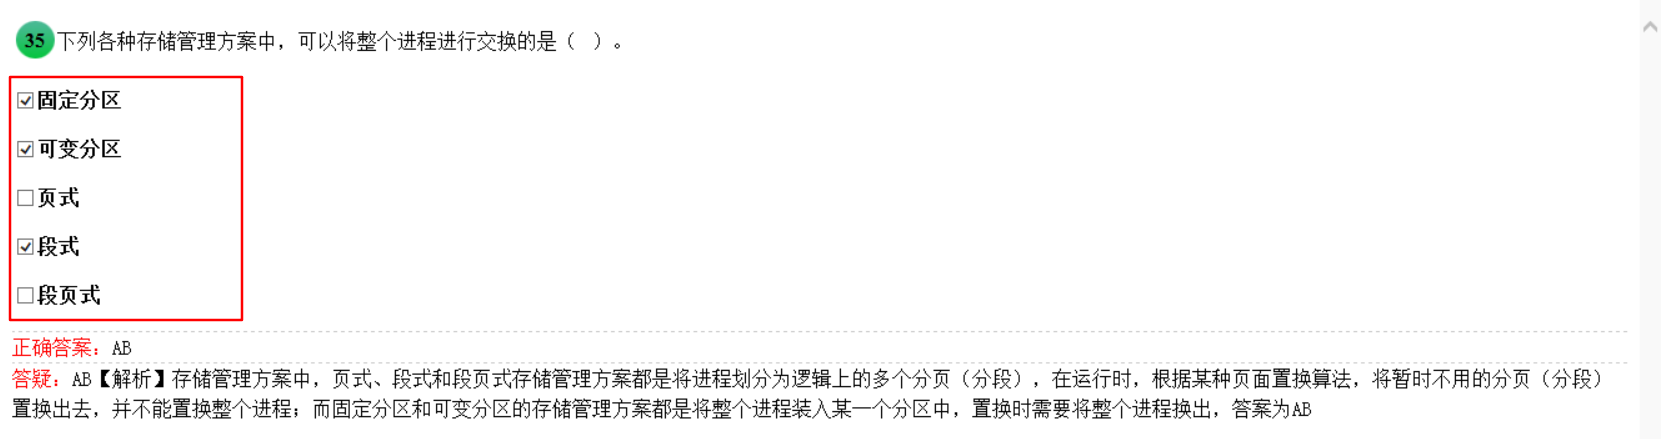 35 下列各种存储管理方案中，可以将整个进程进行交换的是（ ）。
固定分区
可变分区
页式
段式
段页式
正确答案：AB
答疑：AB【解析】存储管理方案中，页式、段式和段页式存储管理方案都是将进程划分为逻辑上的多个分页（分段），在运行时，根据某种页面置换算法，将暂时不用的分页（分段）
置换出去，并不能置换整个进程；而固定分区和可变分区的存储管理方案都是将整个进程装入某一个分区中，置换时需要将整个进程换出，答案为AB